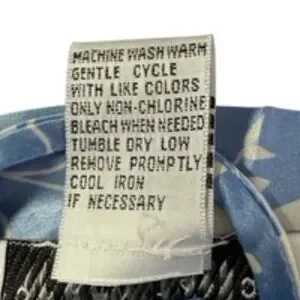 MACHINE WASH WARM
GENTLE CYCLE
WITH LIKE COLORS
ONLY NON-CHLORINE
BLEACH WHEN NEEDED
TUMBLE DRY LOW
REMOVE PROMPTLY
COOL IRON
IF NECESSARY